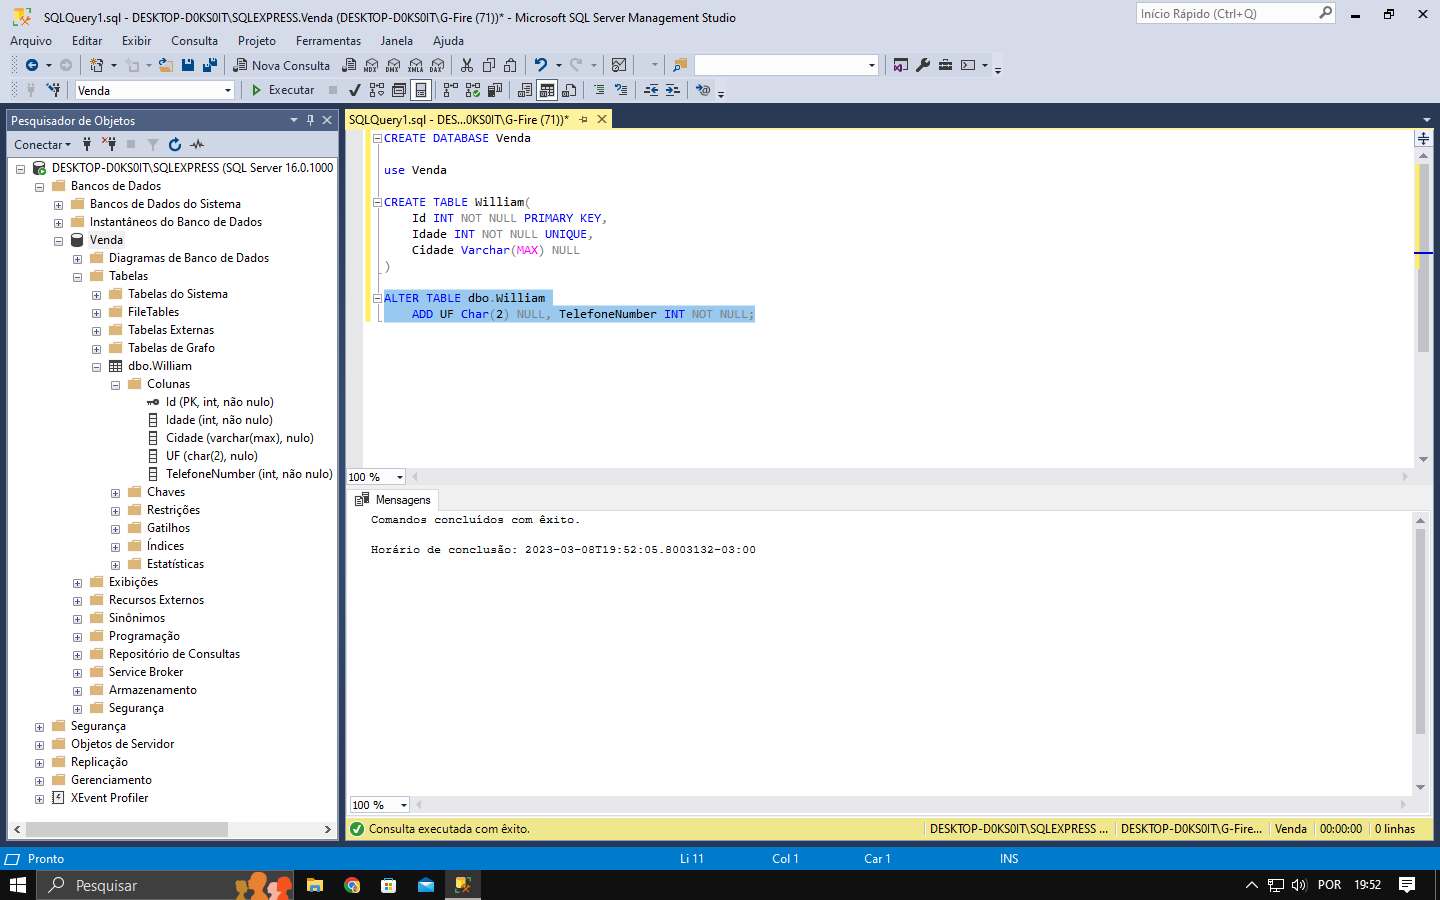 SQLQuery1.sql - DESKTOP-D0KS0IT\SQLEXPRESS.Venda (DESKTOP-D0KS0IT\G-Fire (71))* - Microsoft SQL Server Management Studio
Início Rápido (Ctrl+Q)
Arquivo Editar Exibir Consulta Projeto Ferramentas Janela Ajuda
Nova Consulta MDX DMX XMLA DAX
Venda Executar
Pesquisador de Objetos
SQLQuery1.sql - DES...0KS0IT\G-Fire (71))*
Conectar
DESKTOP-D0KS0IT\SQLEXPRESS (SQL Server 16.0.1000
Bancos de Dados
Bancos de Dados do Sistema
Instantâneos do Banco de Dados
Venda
Diagramas de Banco de Dados
Tabelas
Tabelas do Sistema
FileTables
Tabelas Externas
Tabelas de Grafo
dbo.William
Colunas
Id (PK, int, não nulo)
Idade (int, não nulo)
Cidade (varchar(max), nulo)
UF (char(2), nulo)
TelefoneNumber (int, não nulo)
Chaves
Restrições
Gatilhos
Índices
Estatísticas
Exibições
Recursos Externos
Sinônimos
Programação
Repositório de Consultas
Service Broker
Armazenamento
Segurança
Segurança
Objetos de Servidor
Replicação
Gerenciamento
XEvent Profiler
CREATE DATABASE Venda
use Venda
CREATE TABLE William(
Id INT NOT NULL PRIMARY KEY,
Idade INT NOT NULL UNIQUE,
Cidade Varchar(MAX) NULL
)
ALTER TABLE dbo.William
ADD UF Char(2) NULL, TelefoneNumber INT NOT NULL;
100 %
Mensagens
Comandos concluídos com êxito.
Horário de conclusão: 2023-03-08T19:52:05.8003132-03:00
100 %
Consulta executada com êxito. DESKTOP-D0KS0IT\SQLEXPRESS ... DESKTOP-D0KS0IT\G-Fire... Venda 00:00:00 0 linhas
Pronto Li 11 Col 1 Car 1 INS
Pesquisar POR 19:52